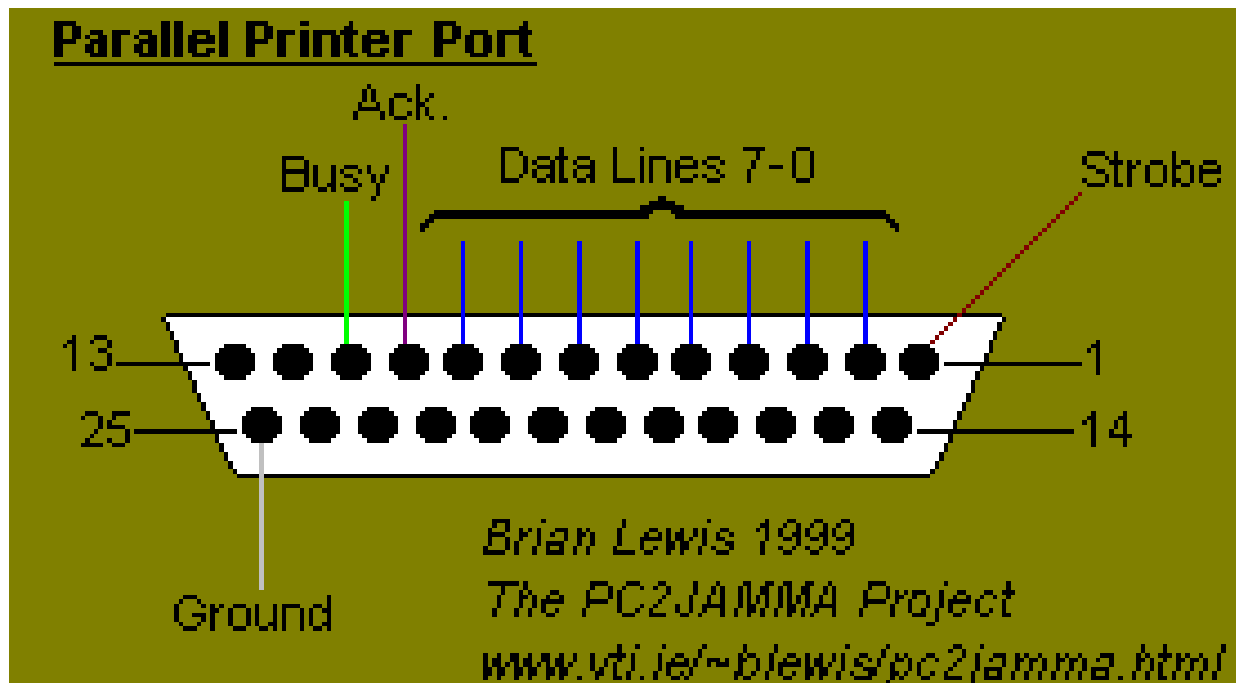 Parallel Printer Port
Ack.
Busy
Data Lines 7-0
Strobe
13
1
25
14
Ground
Brian Lewis 1999
The PC2JAMMA Project
www.vti.ie/~blewis/pc2jamma.html